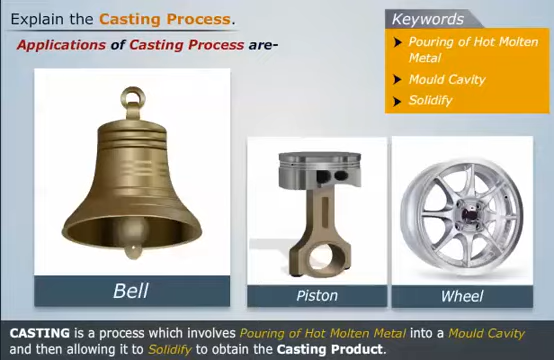 Explain the Casting Process.
Applications of Casting Process are-
Keywords
Pouring of Hot Molten
Metal
Mould Cavity
Solidify
Bell
Piston
Wheel
CASTING is a process which involves Pouring of Hot Molten Metal into a Mould Cavity
and then allowing it to Solidify to obtain the Casting Product.